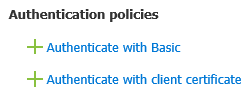 Authentication policies
Authenticate with Basic
Authenticate with client certificate